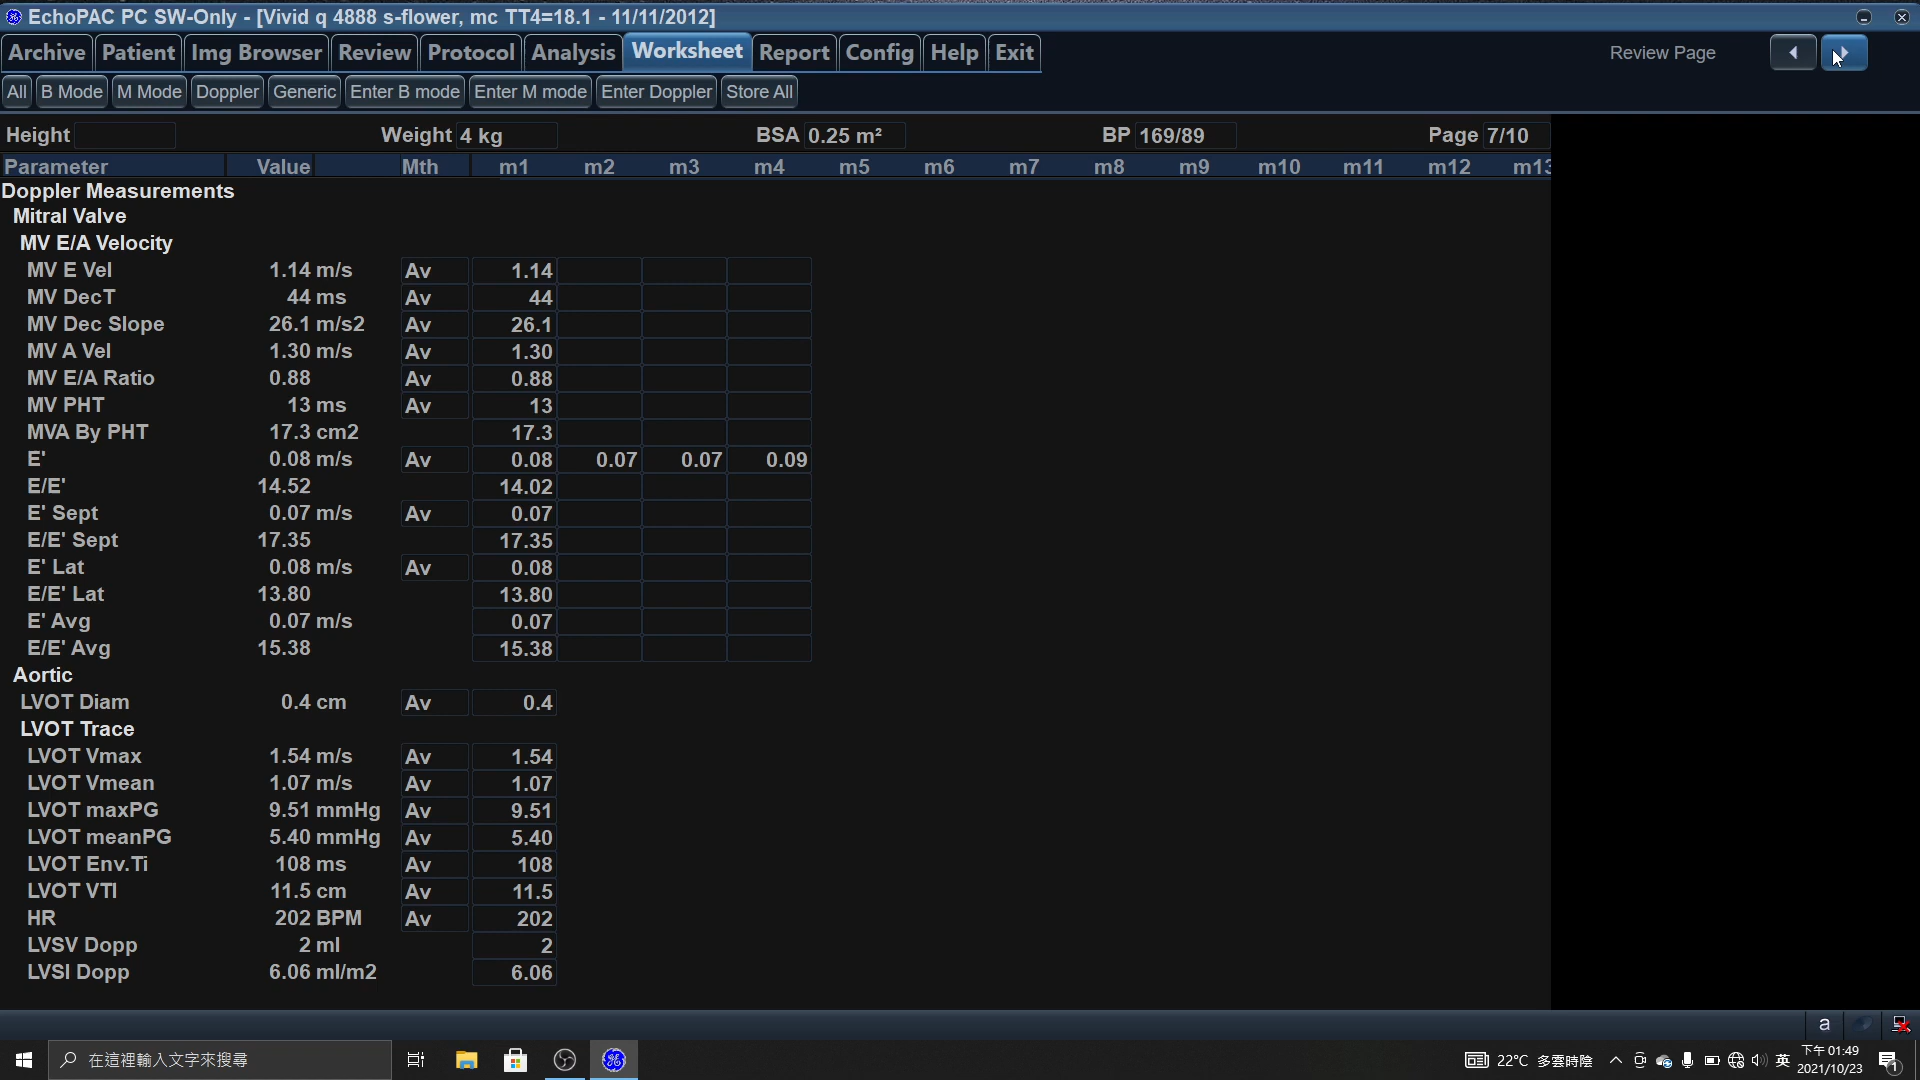 EchoPAC PC SW-Only - [Vivid q 4888 s-flower, mc TT4=18.1 - 11/11/2012]
Archive Patient Img Browser Review Protocol Analysis Worksheet Report Config Help Exit Review Page
All B Mode M Mode Doppler Generic Enter B mode Enter M mode Enter Doppler Store All
Height Weight 4 kg BSA 0.25 m² BP 169/89 Page 7/10
Parameter Value Mth m1 m2 m3 m4 m5 m6 m7 m8 m9 m10 m11 m12 m13
Doppler Measurements
Mitral Valve
MV E/A Velocity
MV E Vel 1.14 m/s Av 1.14
MV DecT 44 ms Av 44
MV Dec Slope 26.1 m/s2 Av 26.1
MV A Vel 1.30 m/s Av 1.30
MV E/A Ratio 0.88 Av 0.88
MV PHT 13 ms Av 13
MVA By PHT 17.3 cm2 17.3
E' 0.08 m/s Av 0.08 0.07 0.07 0.09
E/E' 14.52 14.02
E' Sept 0.07 m/s Av 0.07
E/E' Sept 17.35 17.35
E' Lat 0.08 m/s Av 0.08
E/E' Lat 13.80 13.80
E' Avg 0.07 m/s 0.07
E/E' Avg 15.38 15.38
Aortic
LVOT Diam 0.4 cm Av 0.4
LVOT Trace
LVOT Vmax 1.54 m/s Av 1.54
LVOT Vmean 1.07 m/s Av 1.07
LVOT maxPG 9.51 mmHg Av 9.51
LVOT meanPG 5.40 mmHg Av 5.40
LVOT Env.Ti 108 ms Av 108
LVOT VTI 11.5 cm Av 11.5
HR 202 BPM Av 202
LVSV Dopp 2 ml 2
LVSI Dopp 6.06 ml/m2 6.06
a
在這裡輸入文字來搜尋 22°C 多雲時陰 英 下午 01:49
2021/10/23 1